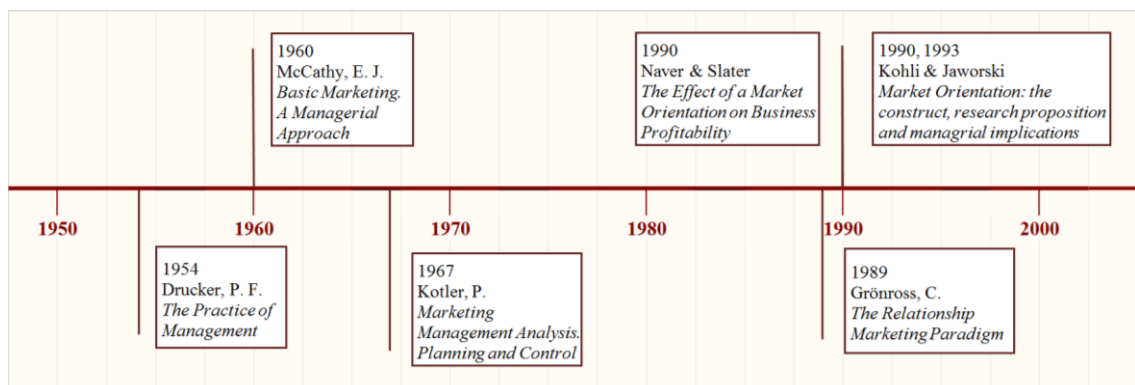 1960
McCathy, E. J.
Basic Marketing.
A Managerial
Approach
1990
Naver & Slater
The Effect of a Market
Orientation on Business
Profitability
1990, 1993
Kohli & Jaworski
Market Orientation: the
construct, research proposition
and managrial implications
1950
1960
1970
1980
1990
2000
1954
Drucker, P. F.
The Practice of
Management
1967
Kotler, P.
Marketing
Management Analysis.
Planning and Control
1989
Grönross, C.
The Relationship
Marketing Paradigm